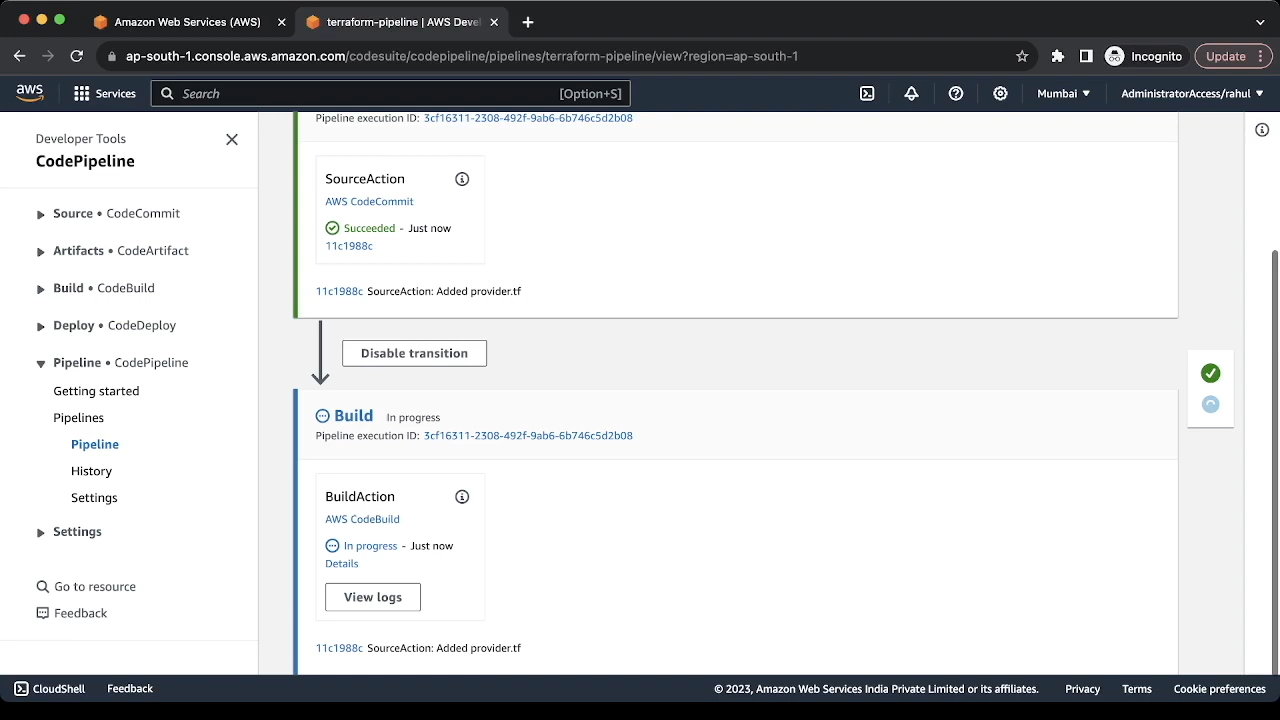 Amazon Web Services (AWS)
terraform-pipeline | AWS Deve
ap-south-1.console.aws.amazon.com/codesuite/codepipeline/pipelines/terraform-pipeline/view?region=ap-south-1
Incognito
Update
aws
Services
Search
[Option+S]
Mumbai
AdministratorAccess/rahul
Developer Tools
CodePipeline
Source • CodeCommit
Artifacts • CodeArtifact
Build • CodeBuild
Deploy • CodeDeploy
Pipeline • CodePipeline
Getting started
Pipelines
Pipeline
History
Settings
Settings
Go to resource
Feedback
Pipeline execution ID: 3cf16311-2308-492f-9ab6-6b746c5d2b08
SourceAction
AWS CodeCommit
Succeeded - Just now
11c1988c
11c1988c SourceAction: Added provider.tf
Disable transition
Build In progress
Pipeline execution ID: 3cf16311-2308-492f-9ab6-6b746c5d2b08
BuildAction
AWS CodeBuild
In progress - Just now
Details
View logs
11c1988c SourceAction: Added provider.tf
CloudShell
Feedback
© 2023, Amazon Web Services India Private Limited or its affiliates.
Privacy
Terms
Cookie preferences